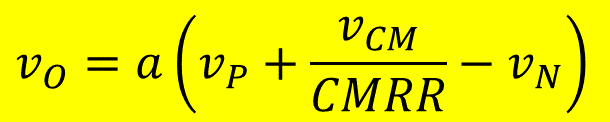 v_O = a ( v_P + v_CM / CMRR − v_N )